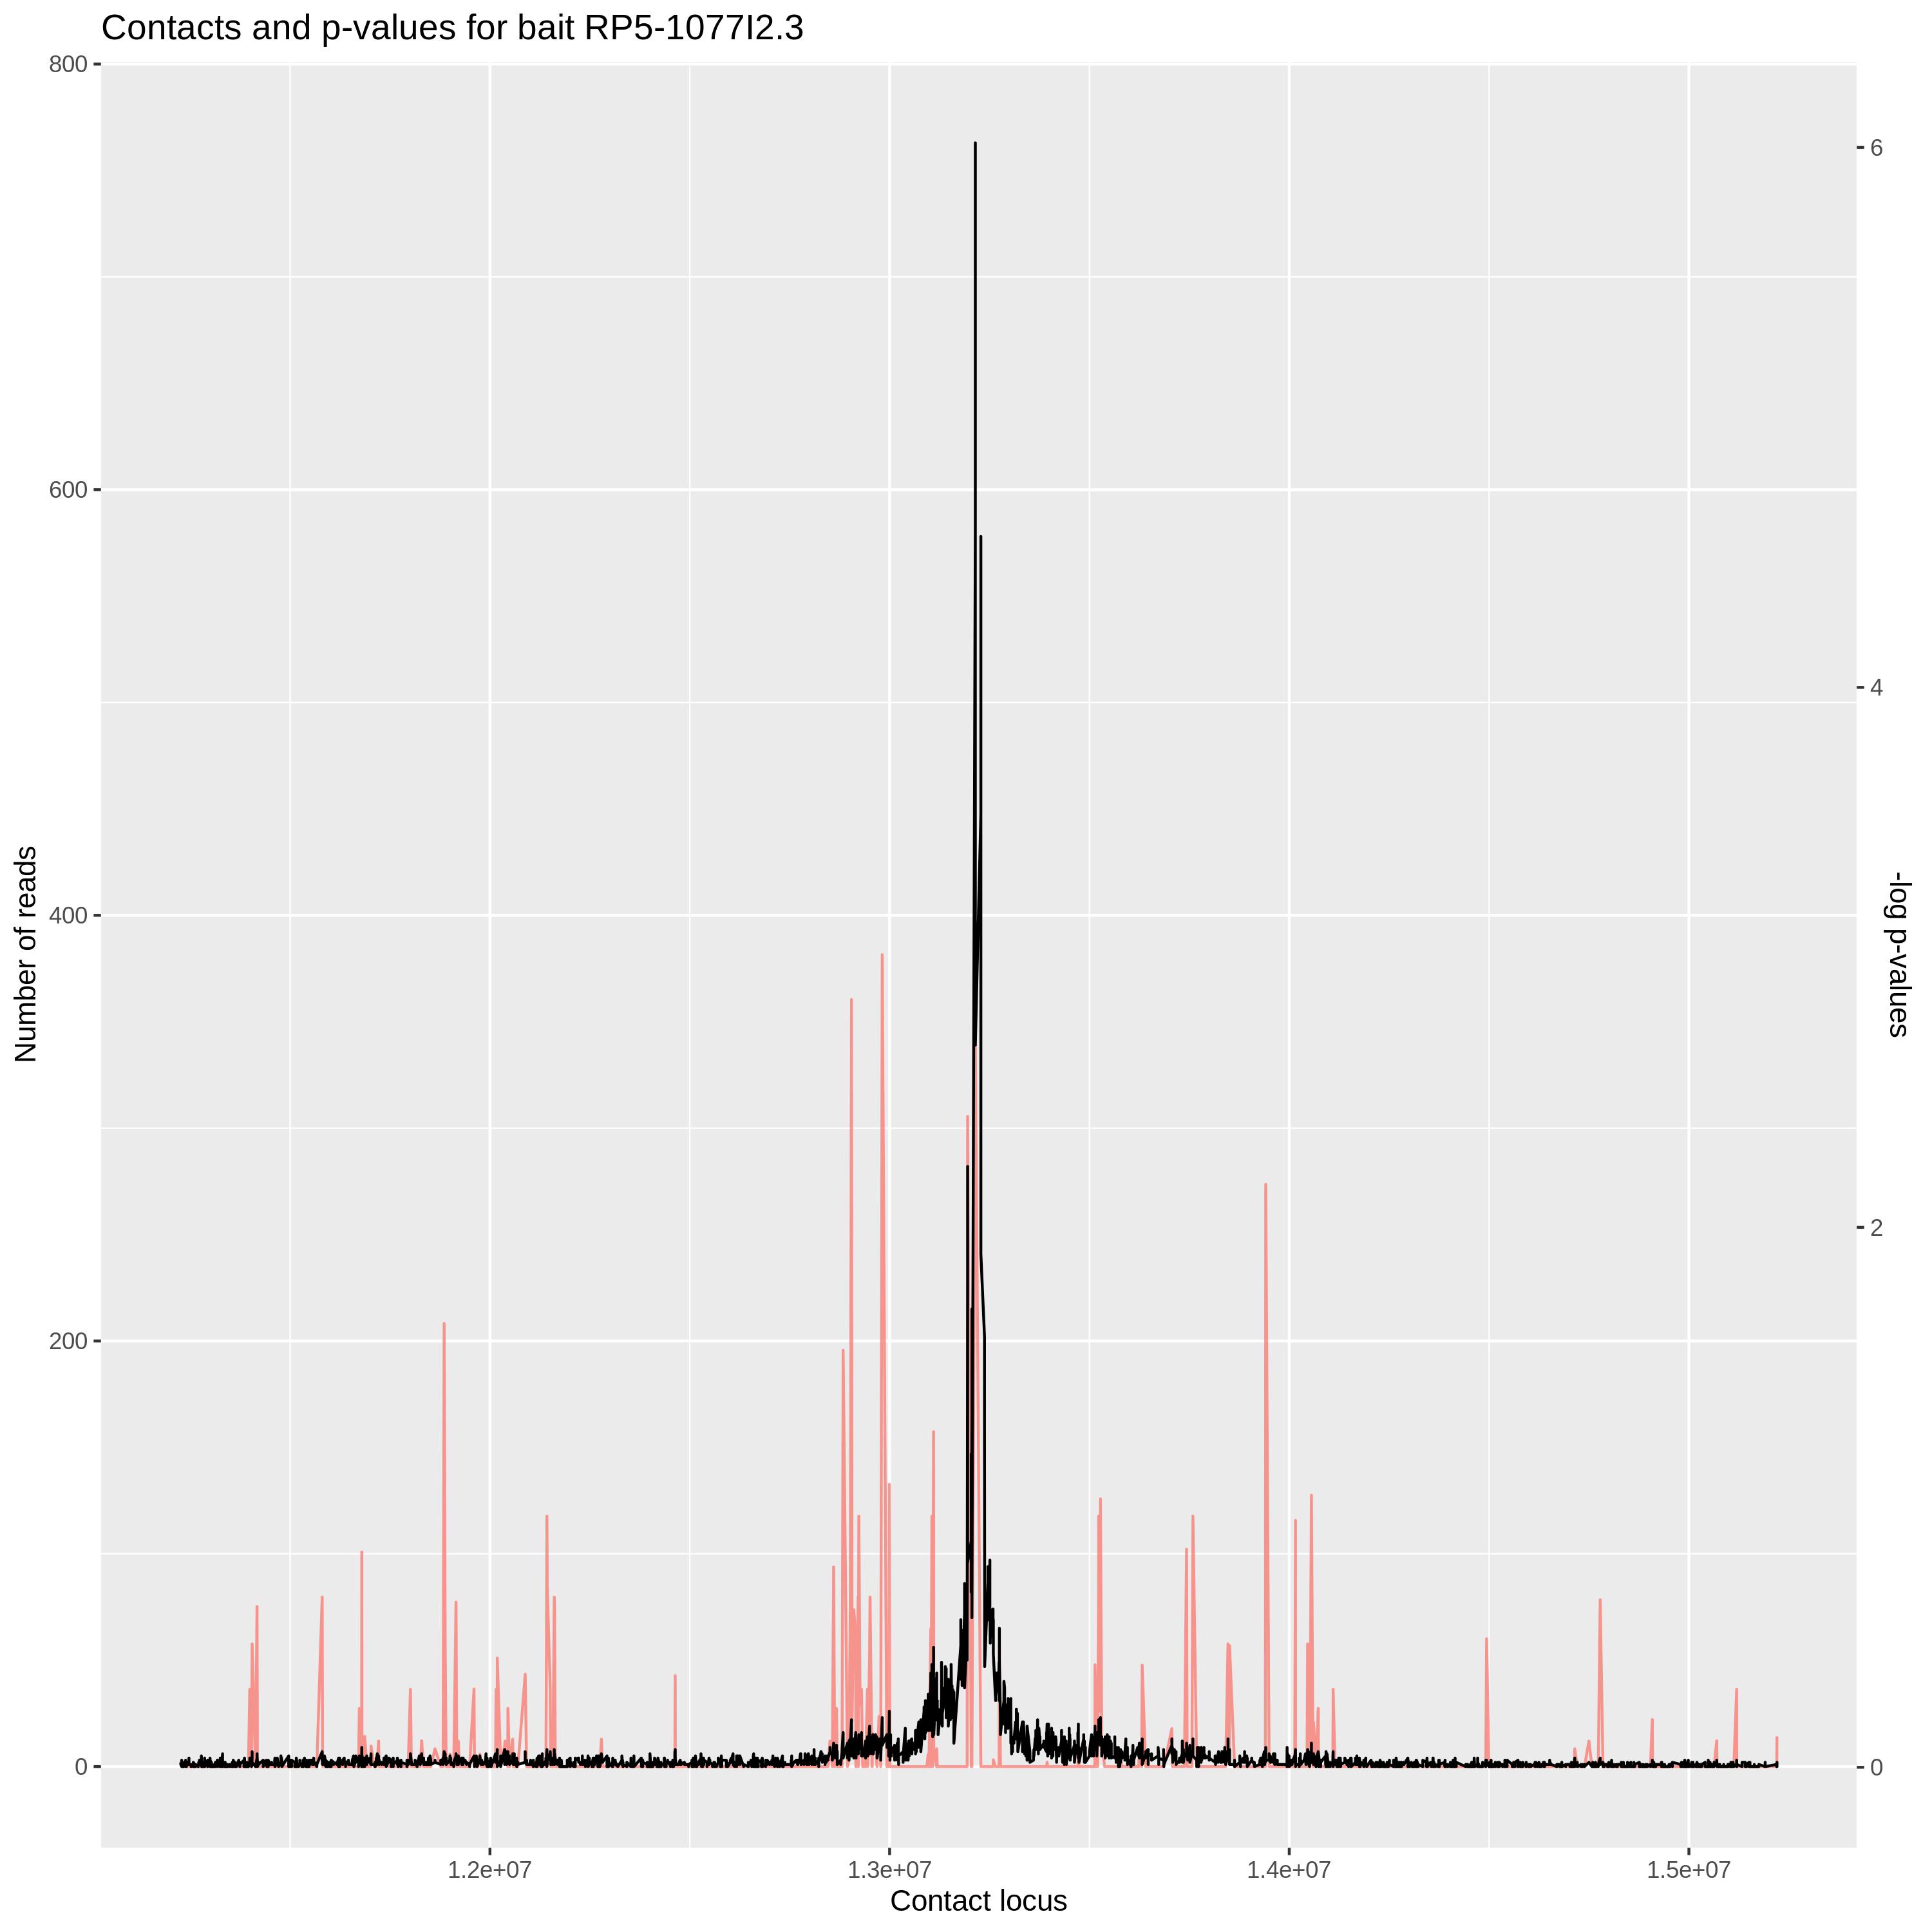 Contacts and p-values for bait RP5-1077I2.3
800
600
400
200
0
Number of reads
6
4
2
0
-log p-values
1.2e+07
1.3e+07
1.4e+07
1.5e+07
Contact locus